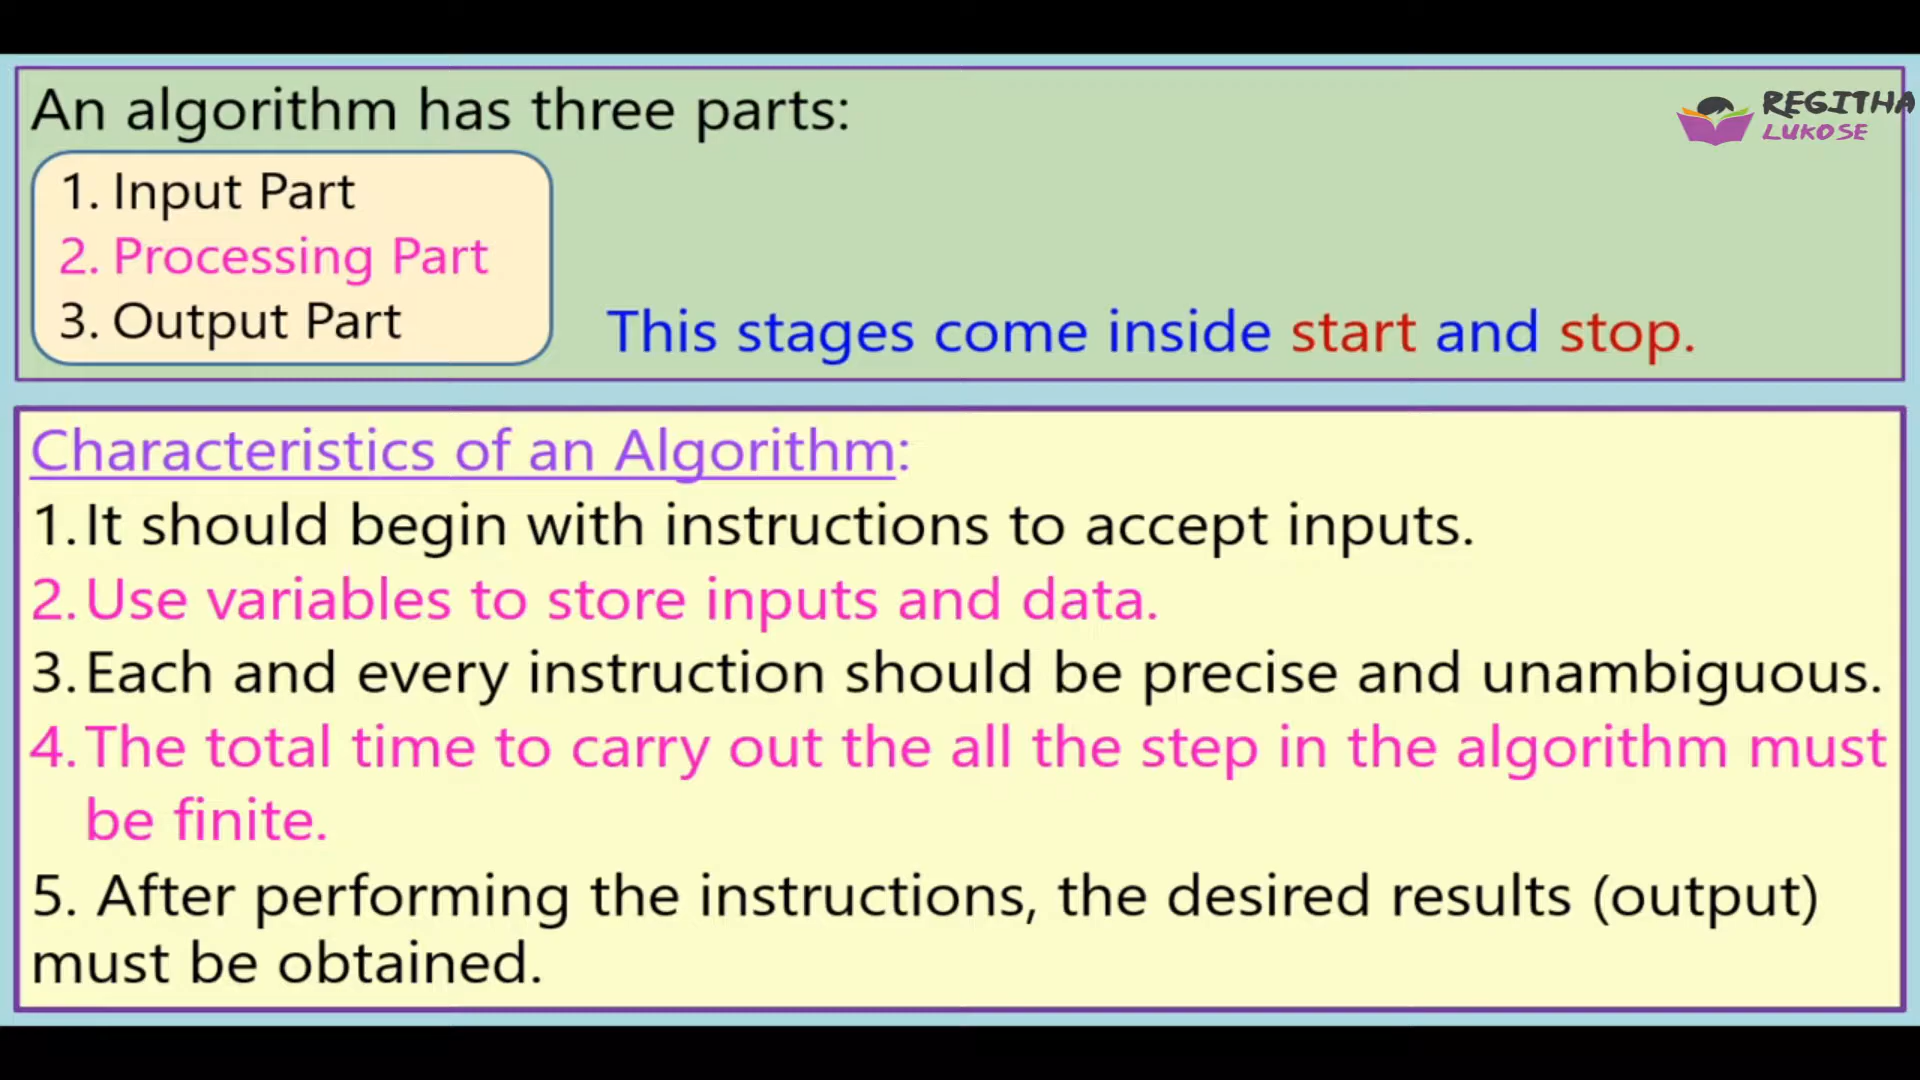 An algorithm has three parts:
REGITHA
LUKOSE
1. Input Part
2. Processing Part
3. Output Part
This stages come inside start and stop.
Characteristics of an Algorithm:
1. It should begin with instructions to accept inputs.
2. Use variables to store inputs and data.
3. Each and every instruction should be precise and unambiguous.
4. The total time to carry out the all the step in the algorithm must
be finite.
5. After performing the instructions, the desired results (output)
must be obtained.